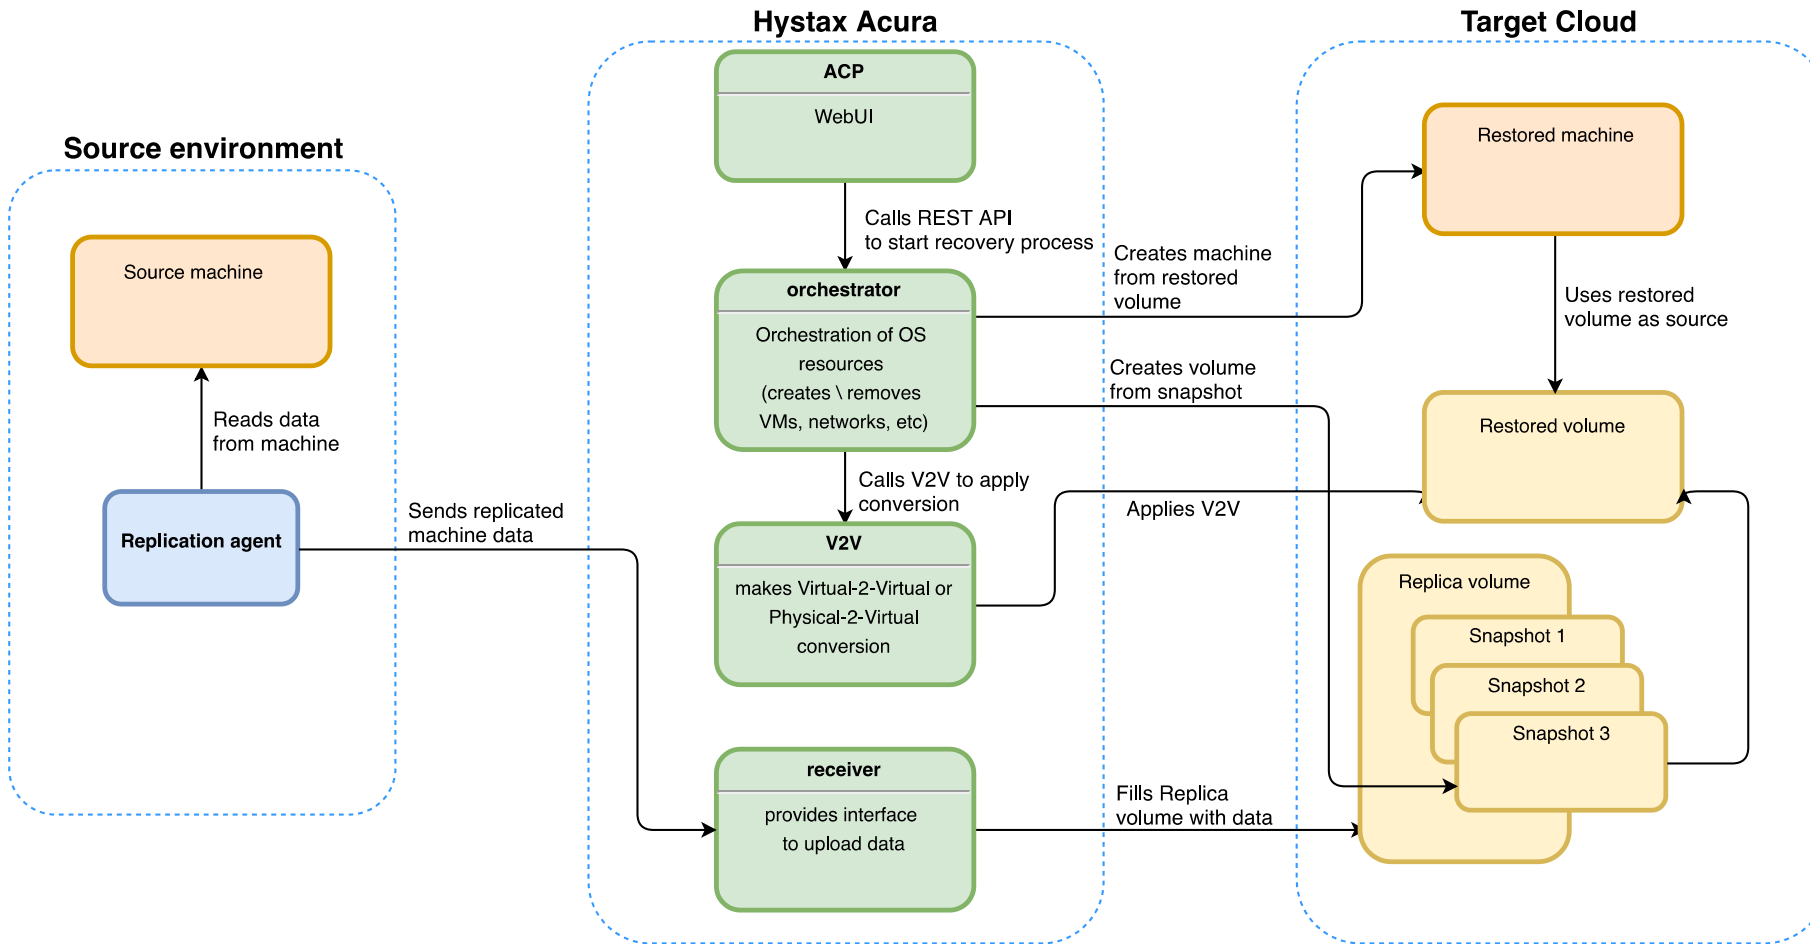 Hystax Acura
Target Cloud
Source environment
Source machine
Reads data
from machine
Replication agent
Sends replicated
machine data
ACP
WebUI
Calls REST API
to start recovery process
orchestrator
Orchestration of OS
resources
(creates \ removes
VMs, networks, etc)
Calls V2V to apply
conversion
V2V
makes Virtual-2-Virtual or
Physical-2-Virtual
conversion
receiver
provides interface
to upload data
Creates machine
from restored
volume
Creates volume
from snapshot
Applies V2V
Fills Replica
volume with data
Restored machine
Uses restored
volume as source
Restored volume
Replica volume
Snapshot 1
Snapshot 2
Snapshot 3